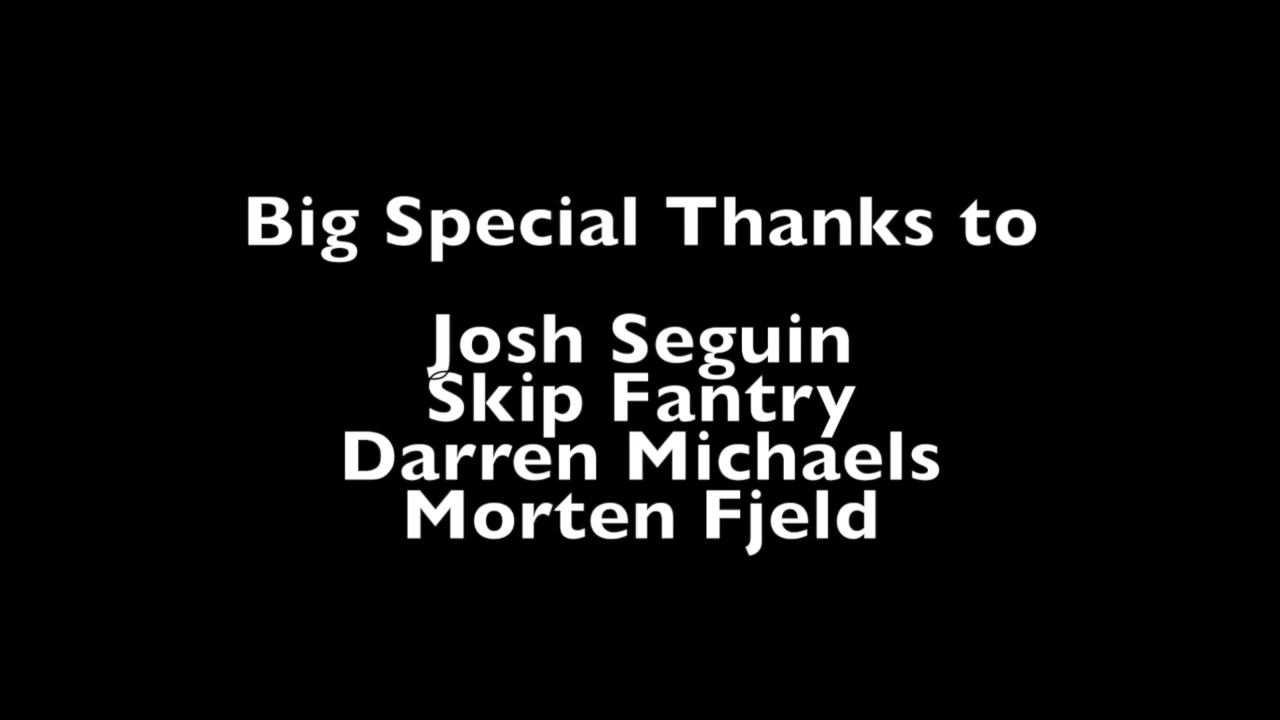 Big Special Thanks to
Josh Seguin
Skip Fantry
Darren Michaels
Morten Fjeld